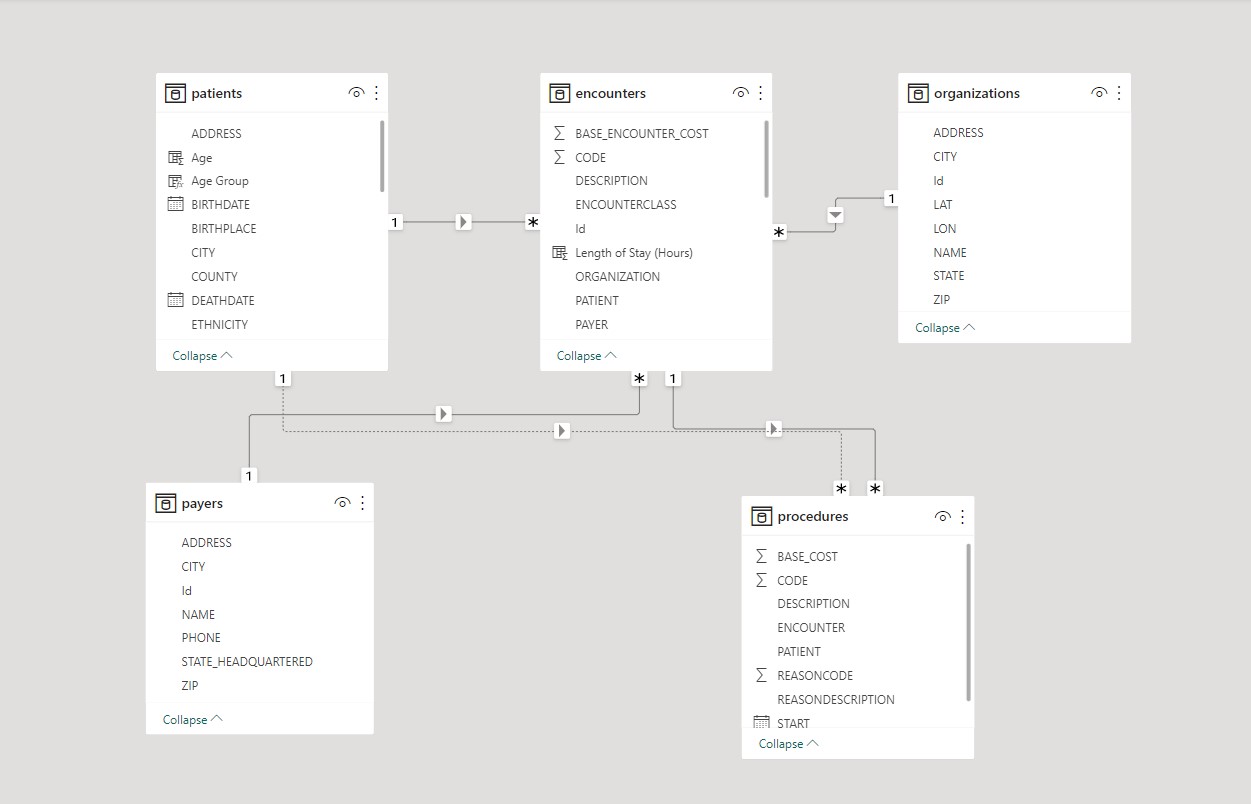 patients
ADDRESS
Age
Age Group
BIRTHDATE
BIRTHPLACE
CITY
COUNTY
DEATHDATE
ETHNICITY
Collapse
encounters
BASE_ENCOUNTER_COST
CODE
DESCRIPTION
ENCOUNTERCLASS
Id
Length of Stay (Hours)
ORGANIZATION
PATIENT
PAYER
Collapse
organizations
ADDRESS
CITY
Id
LAT
LON
NAME
STATE
ZIP
Collapse
1
*
*
1
1
*
1
1
*
*
payers
ADDRESS
CITY
Id
NAME
PHONE
STATE_HEADQUARTERED
ZIP
Collapse
procedures
BASE_COST
CODE
DESCRIPTION
ENCOUNTER
PATIENT
REASONCODE
REASONDESCRIPTION
START
Collapse